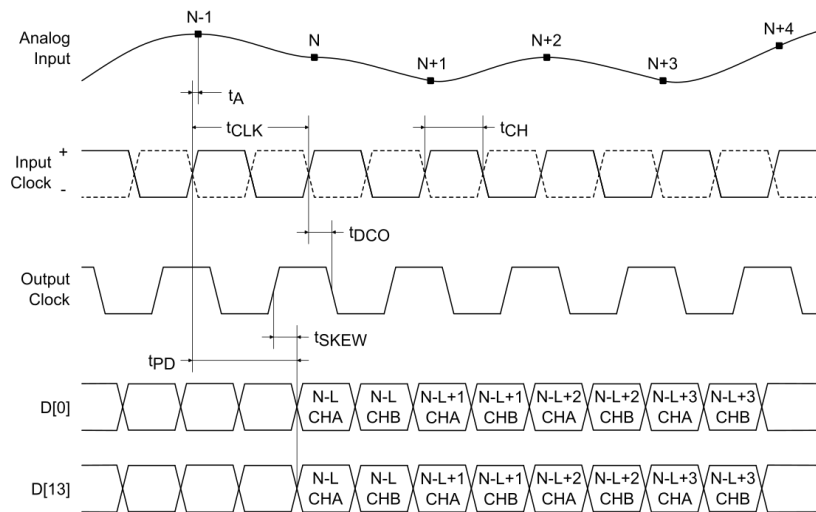 N-1
N
N+1
N+2
N+3
N+4
Analog
Input
tA
tCLK
tCH
Input
Clock
+
-
tDCO
Output
Clock
tSKEW
tPD
D[0]
N-L
CHA
N-L
CHB
N-L+1
CHA
N-L+1
CHB
N-L+2
CHA
N-L+2
CHB
N-L+3
CHA
N-L+3
CHB
D[13]
N-L
CHA
N-L
CHB
N-L+1
CHA
N-L+1
CHB
N-L+2
CHA
N-L+2
CHB
N-L+3
CHA
N-L+3
CHB